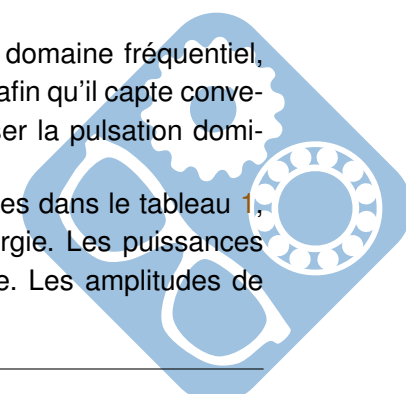 domaine fréquentiel,
afin qu'il capte conve-
ser la pulsation domi-
es dans le tableau 1,
rgie. Les puissances
e. Les amplitudes de